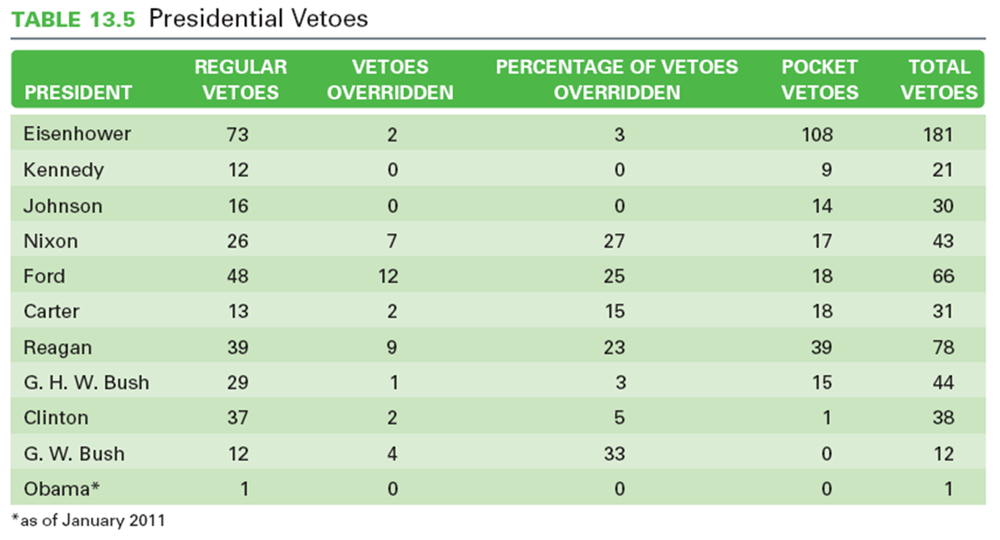 TABLE 13.5 Presidential Vetoes
PRESIDENT REGULAR VETOES VETOES OVERRIDDEN PERCENTAGE OF VETOES OVERRIDDEN POCKET VETOES TOTAL VETOES
Eisenhower 73 2 3 108 181
Kennedy 12 0 0 9 21
Johnson 16 0 0 14 30
Nixon 26 7 27 17 43
Ford 48 12 25 18 66
Carter 13 2 15 18 31
Reagan 39 9 23 39 78
G. H. W. Bush 29 1 3 15 44
Clinton 37 2 5 1 38
G. W. Bush 12 4 33 0 12
Obama* 1 0 0 0 1
*as of January 2011